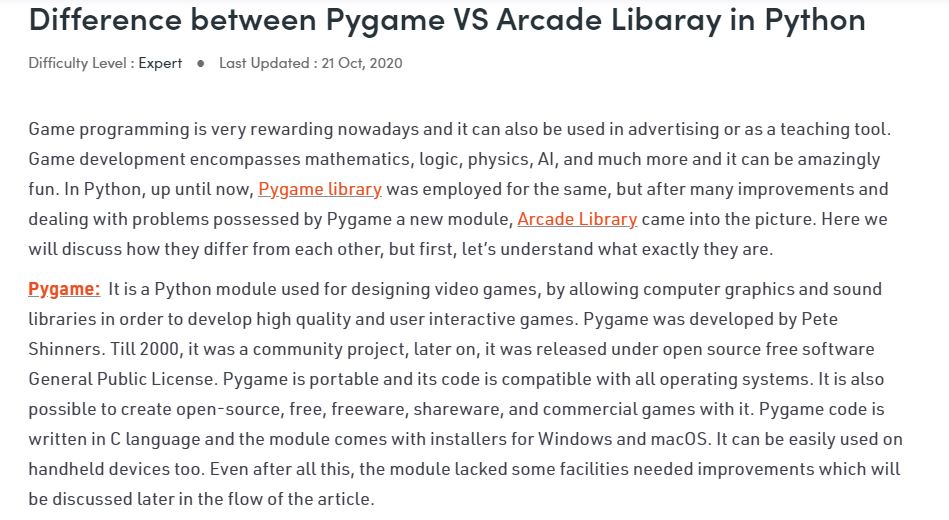 Difference between Pygame VS Arcade Libaray in Python
Difficulty Level : Expert ● Last Updated : 21 Oct, 2020
Game programming is very rewarding nowadays and it can also be used in advertising or as a teaching tool.
Game development encompasses mathematics, logic, physics, AI, and much more and it can be amazingly
fun. In Python, up until now, Pygame library was employed for the same, but after many improvements and
dealing with problems possessed by Pygame a new module, Arcade Library came into the picture. Here we
will discuss how they differ from each other, but first, let’s understand what exactly they are.
Pygame: It is a Python module used for designing video games, by allowing computer graphics and sound
libraries in order to develop high quality and user interactive games. Pygame was developed by Pete
Shinners. Till 2000, it was a community project, later on, it was released under open source free software
General Public License. Pygame is portable and its code is compatible with all operating systems. It is also
possible to create open-source, free, freeware, shareware, and commercial games with it. Pygame code is
written in C language and the module comes with installers for Windows and macOS. It can be easily used on
handheld devices too. Even after all this, the module lacked some facilities needed improvements which will
be discussed later in the flow of the article.